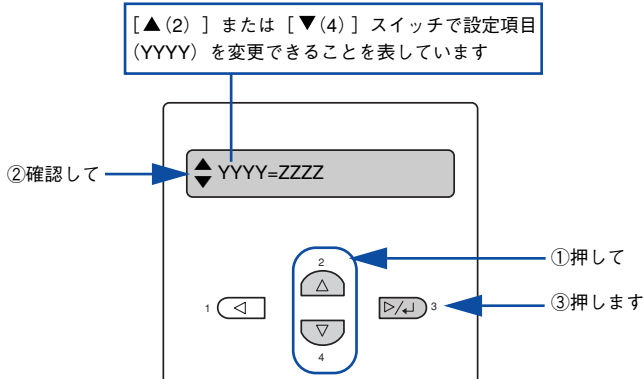 [▲(2)]または[▼(4)]スイッチで設定項目
(YYYY)を変更できることを表しています
②確認して
YYYY=ZZZZ
①押して
2
1
3
③押します
4